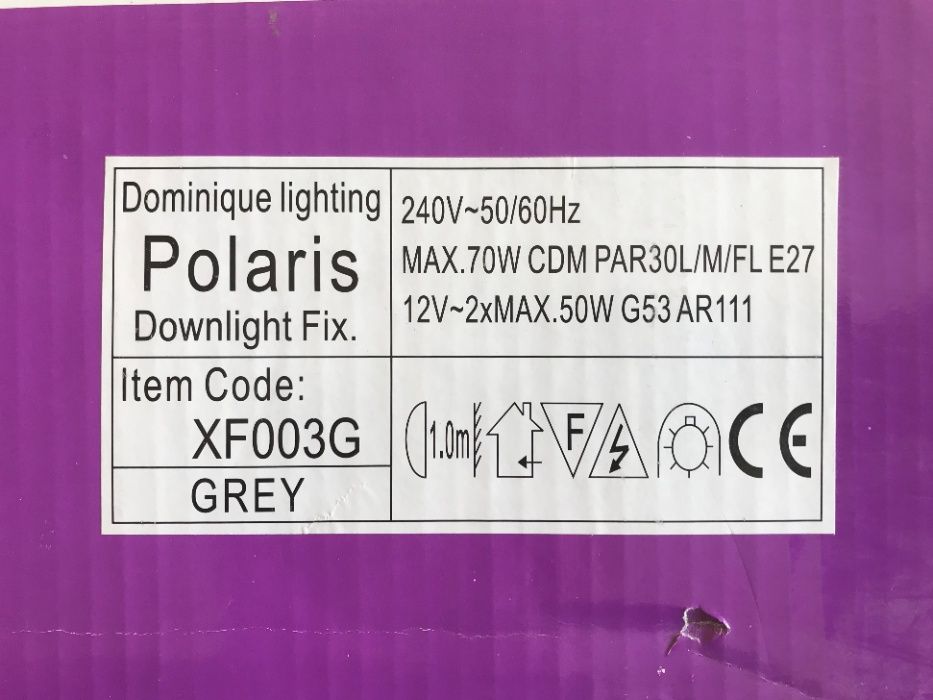 Dominique lighting
Polaris
Downlight Fix.
240V~50/60Hz
MAX.70W CDM PAR30L/M/FL E27
12V~2xMAX.50W G53 AR111
Item Code:
XF003G
GREY
1.0m
F
CE